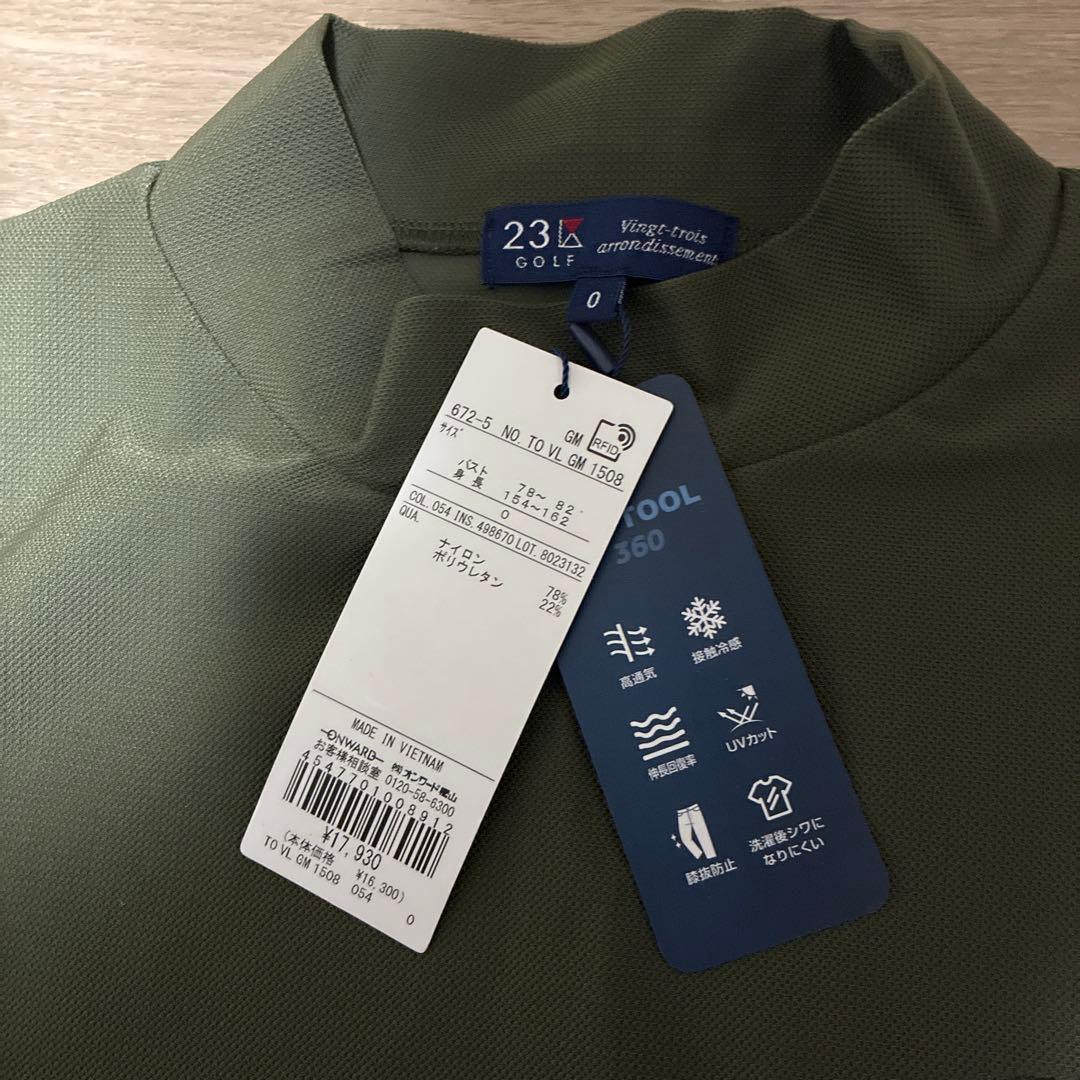 23 GOLF
Vingt-trois
arrondissement
0
672-5 NO. TO VL GM 1508
GM RFID
サイズ
バスト 78～ 82
身 長 154～162
0
COL. 054 INS. 498670 LOT. 8023132
QUA.
ナイロン 78%
ポリウレタン 22%
MADE IN VIETNAM
ONWARD ㈱オンワード樫山
お客様相談室 0120-58-6300
4547701008912
¥17,930
(本体価格 ¥16,300)
TO VL GM 1508 054 0
TOOL
360
高通気
接触冷感
伸長回復率
UVカット
膝抜防止
洗濯後シワに
なりにくい